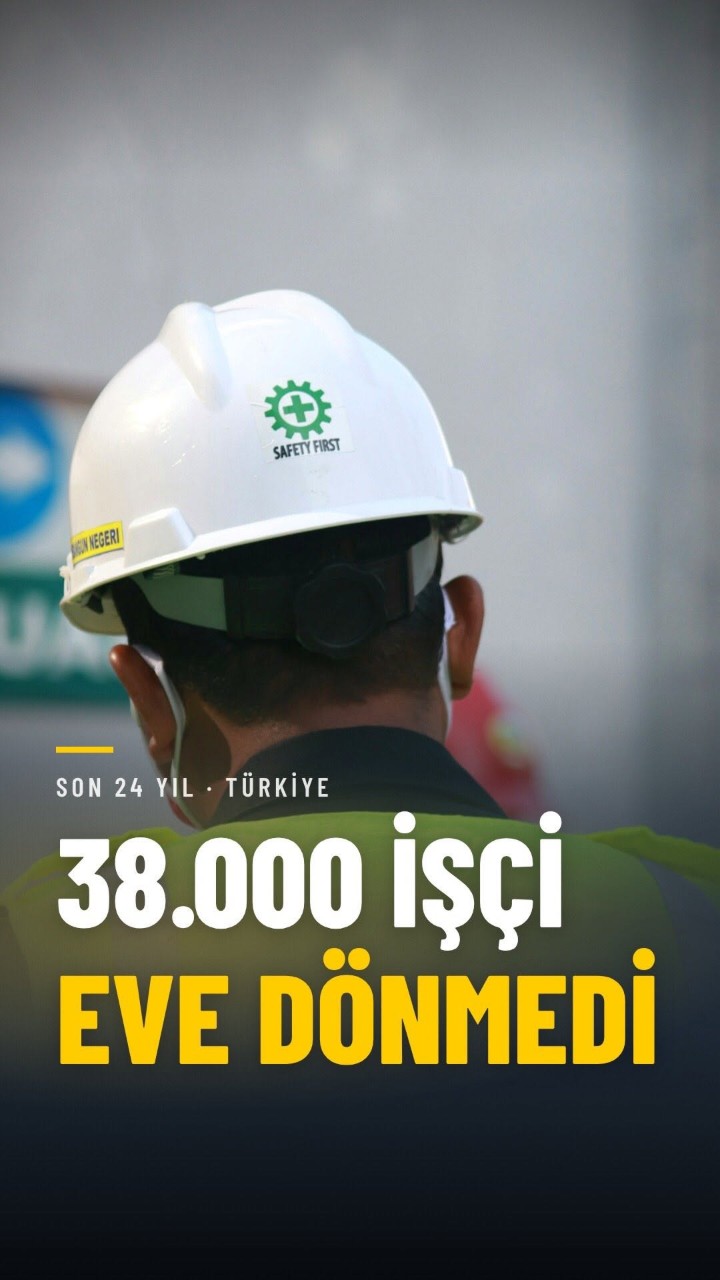 SAFETY FIRST
NEGERI
SON 24 YIL · TÜRKİYE
38.000 İŞÇİ
EVE DÖNMEDİ